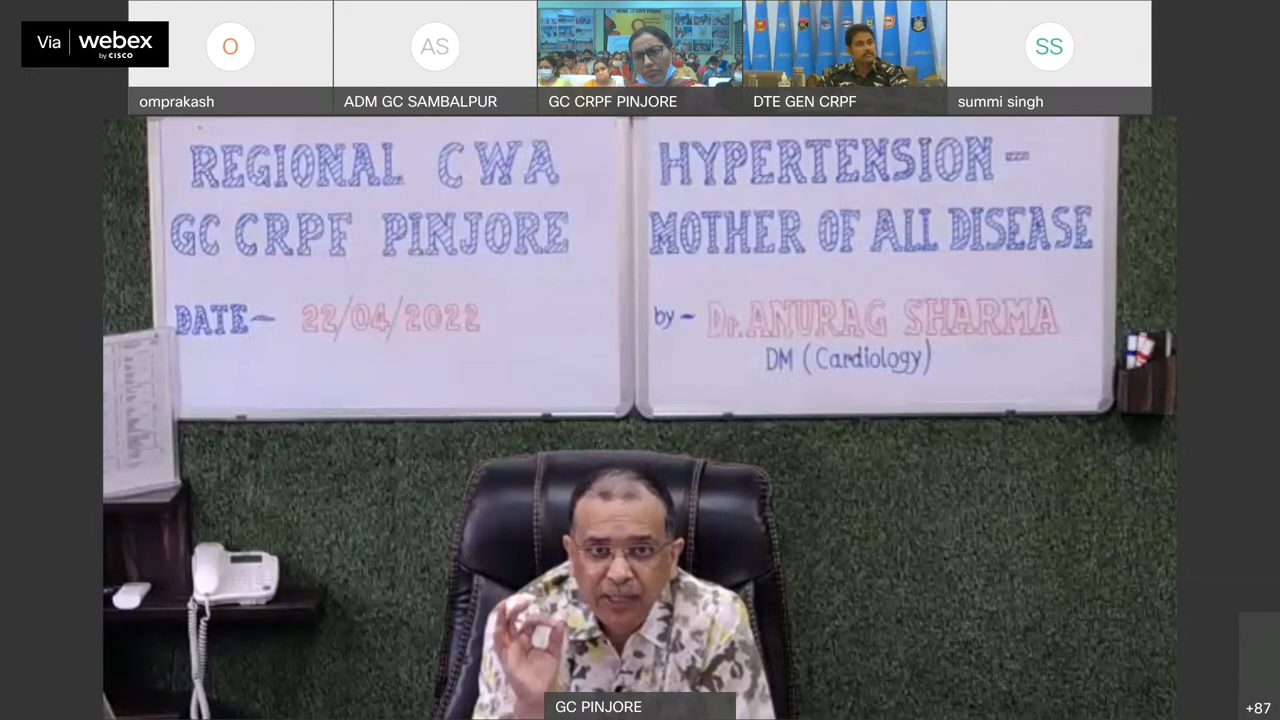 Via webex
by CISCO
O
omprakash
AS
ADM GC SAMBALPUR
GC CRPF PINJORE
DTE GEN CRPF
SS
summi singh
REGIONAL CWA
GC CRPF PINJORE
DATE~ 22/04/2022
HYPERTENSION-
MOTHER OF ALL DISEASE
by ~ Dr. ANURAG SHARMA
DM (Cardiology)
GC PINJORE
+87